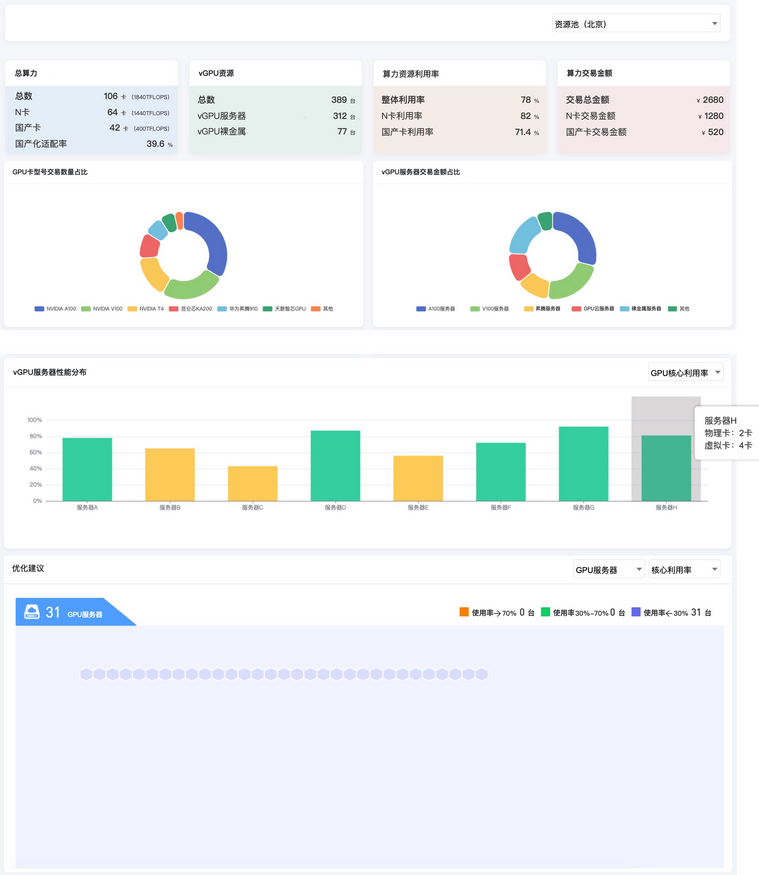 资源池（北京）
总算力
总数 106 卡 (1840TFLOPS)
N卡 64 卡 (1440TFLOPS)
国产卡 42 卡 (400TFLOPS)
国产化适配率 39.6 %
vGPU资源
总数 389 台
vGPU服务器 312 台
vGPU裸金属 77 台
算力资源利用率
整体利用率 78 %
N卡利用率 82 %
国产卡利用率 71.4 %
算力交易金额
交易总金额 ¥ 2680
N卡交易金额 ¥ 1280
国产卡交易金额 ¥ 520
GPU卡型号交易数量占比
NVIDIA A100 NVIDIA V100 NVIDIA T4 昆仑芯KA200 华为昇腾910 天数智芯GPU 其他
vGPU服务器交易金额占比
A100服务器 V100服务器 昇腾服务器 GPU云服务器 裸金属服务器 其他
vGPU服务器性能分布
GPU核心利用率
100%
80%
60%
40%
20%
0%
服务器A 服务器B 服务器C 服务器D 服务器E 服务器F 服务器G 服务器H
服务器H
物理卡：2卡
虚拟卡：4卡
优化建议
GPU服务器 核心利用率
31 GPU服务器
使用率->70% 0 台 使用率30%-70% 0 台 使用率<-30% 31 台